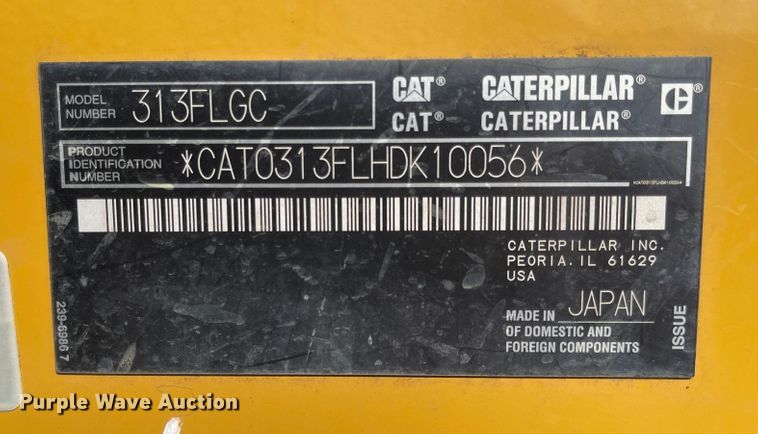 MODEL NUMBER 313FLGC
CAT® CATERPILLAR®
CAT® CATERPILLAR®
PRODUCT IDENTIFICATION NUMBER *CAT0313FLHDK10056*
*CAT0313FLHDK10056*
CATERPILLAR INC.
PEORIA, IL 61629
USA
MADE IN JAPAN
OF DOMESTIC AND
FOREIGN COMPONENTS
ISSUE
239-6986 7
Purple Wave Auction